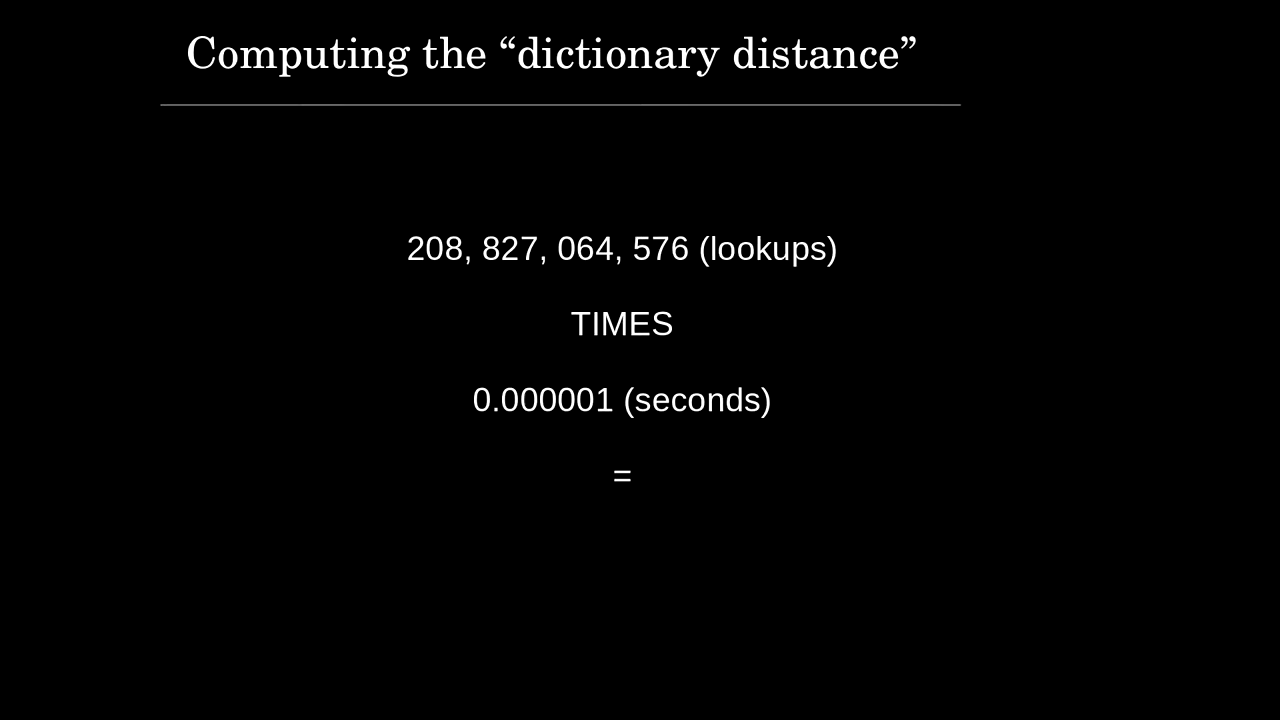 Computing the “dictionary distance”
208, 827, 064, 576 (lookups)
TIMES
0.000001 (seconds)
=